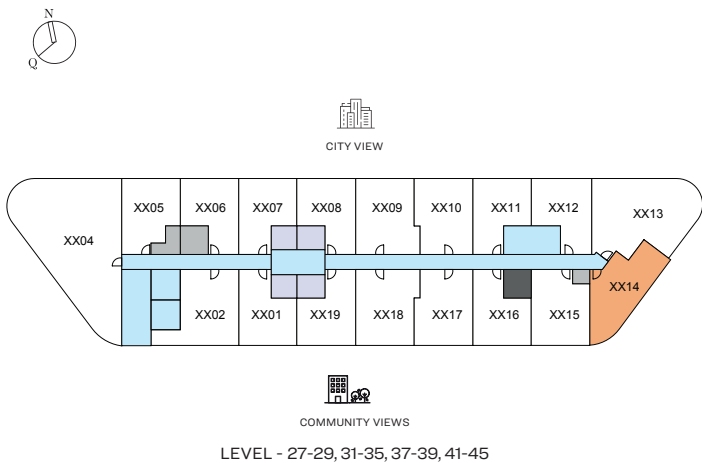 N
Q
CITY VIEW
XX05 XX06 XX07 XX08 XX09 XX10 XX11 XX12
XX13
XX04
XX14
XX02 XX01 XX19 XX18 XX17 XX16 XX15
COMMUNITY VIEWS
LEVEL - 27-29, 31-35, 37-39, 41-45